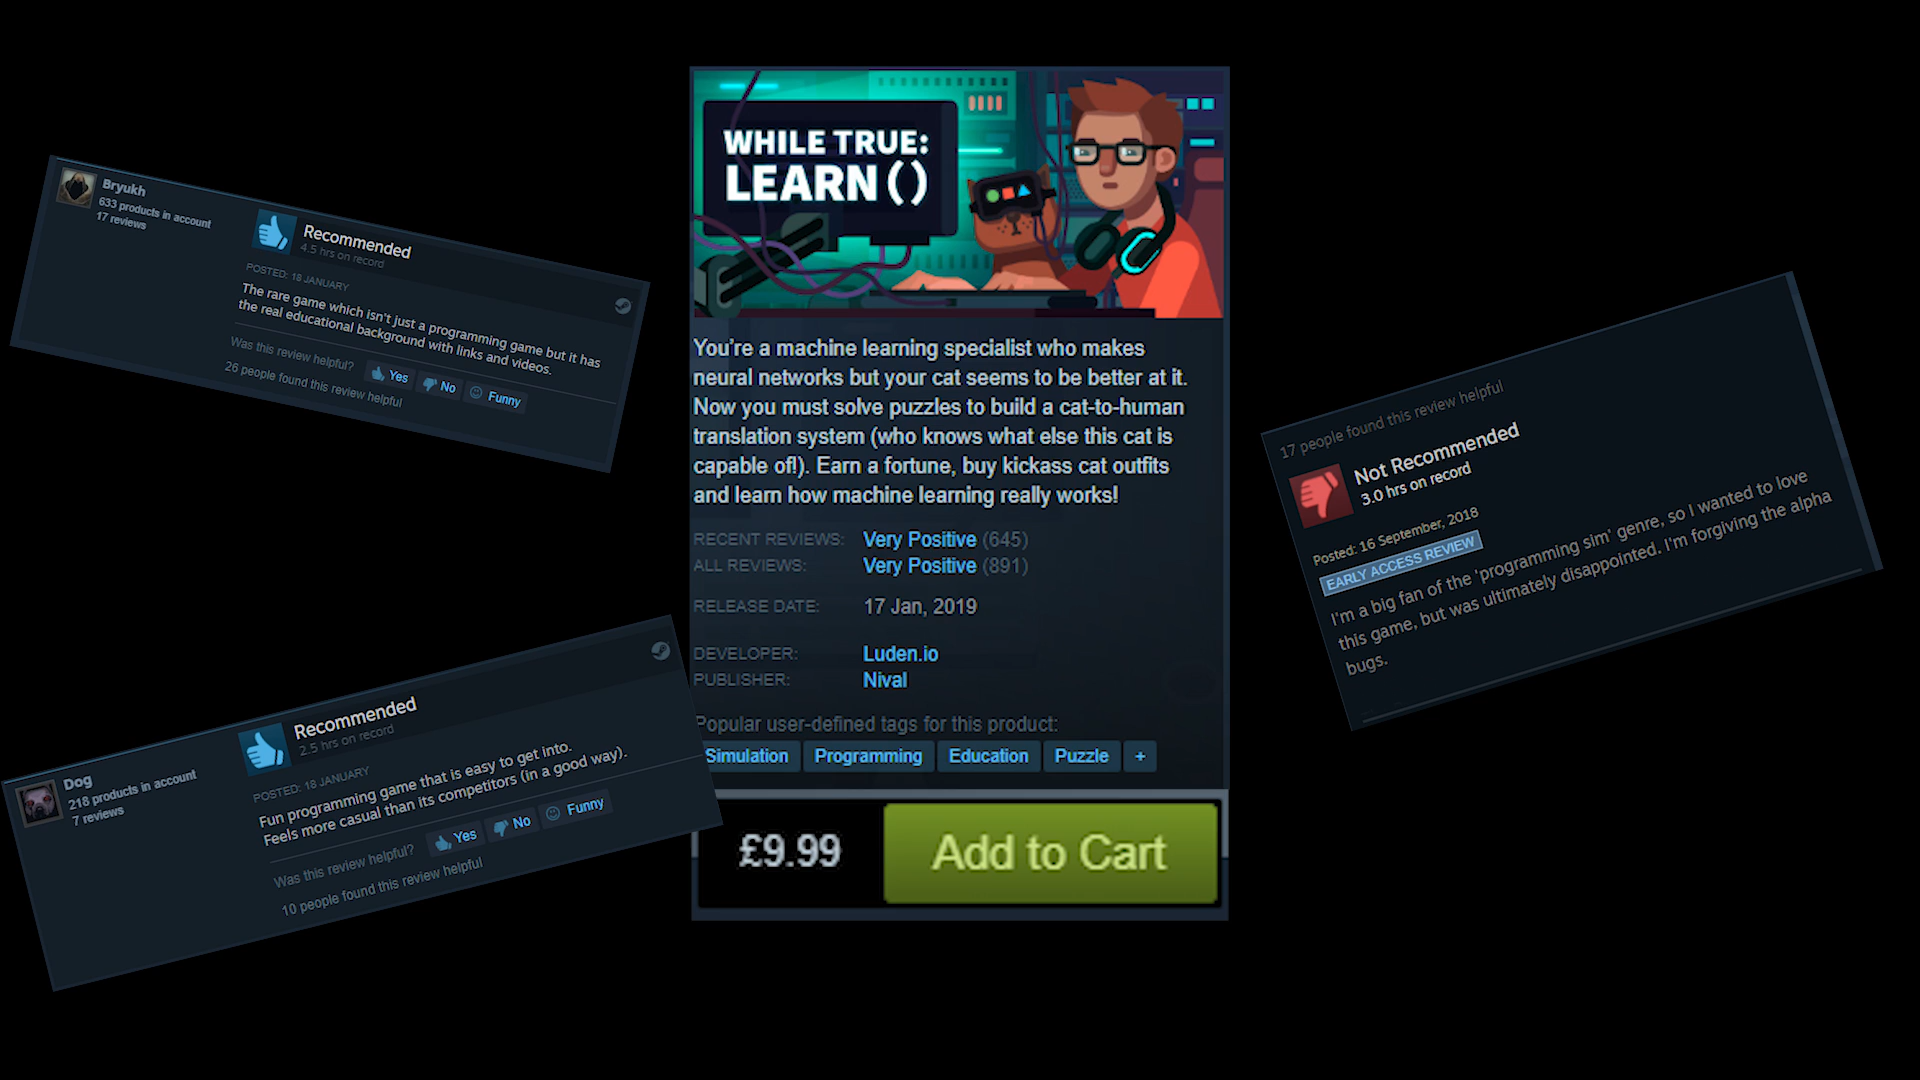 Bryukh
633 products in account
17 reviews
Recommended
4.5 hrs on record
POSTED: 18 JANUARY
The rare game which isn't just a programming game but it has
the real educational background with links and videos.
Was this review helpful? Yes No Funny
26 people found this review helpful
Dog
218 products in account
7 reviews
Recommended
2.5 hrs on record
POSTED: 18 JANUARY
Fun programming game that is easy to get into.
Feels more casual than its competitors (in a good way).
Was this review helpful? Yes No Funny
10 people found this review helpful
WHILE TRUE:
LEARN ()
You're a machine learning specialist who makes
neural networks but your cat seems to be better at it.
Now you must solve puzzles to build a cat-to-human
translation system (who knows what else this cat is
capable of!). Earn a fortune, buy kickass cat outfits
and learn how machine learning really works!
RECENT REVIEWS: Very Positive (645)
ALL REVIEWS: Very Positive (891)
RELEASE DATE: 17 Jan, 2019
DEVELOPER: Luden.io
PUBLISHER: Nival
Popular user-defined tags for this product:
Simulation Programming Education Puzzle +
£9.99 Add to Cart
17 people found this review helpful
Not Recommended
3.0 hrs on record
Posted: 16 September, 2018
EARLY ACCESS REVIEW
I'm a big fan of the 'programming sim' genre, so I wanted to love
this game, but was ultimately disappointed. I'm forgiving the alpha
bugs.